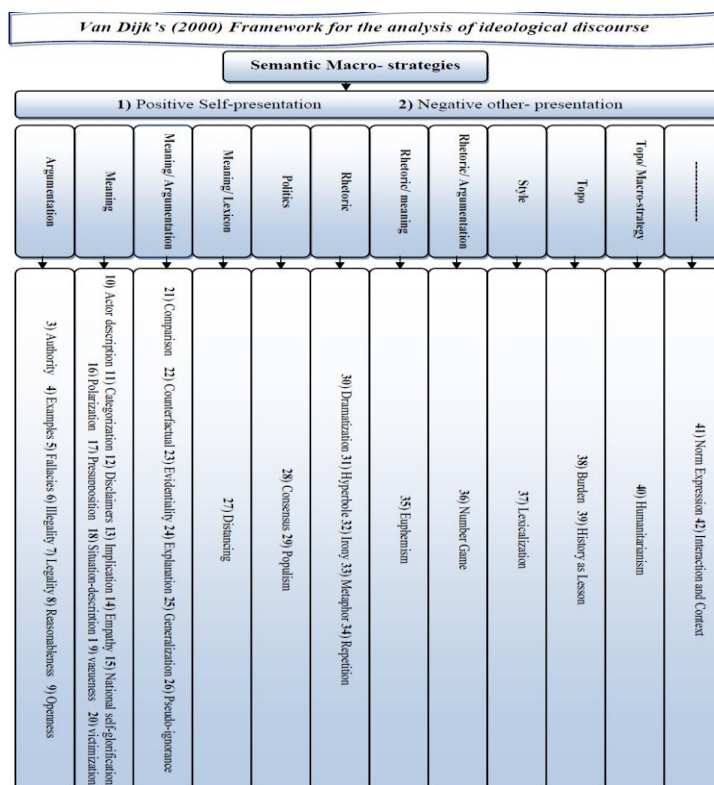 Van Dijk's (2000) Framework for the analysis of ideological discourse
Semantic Macro- strategies
1) Positive Self-presentation 2) Negative other- presentation
Argumentation
Meaning
Meaning/ Argumentation
Meaning/ Lexicon
Politics
Rhetoric
Rhetoric/ meaning
Rhetoric/ Argumentation
Style
Topo
Topo/ Macro-strategy
--------------
3) Authority 4) Examples 5) Fallacies 6) Illegality 7) Legality 8) Reasonableness 9) Openness
10) Actor description 11) Categorization 12) Disclaimers 13) Implication 14) Empathy 15) National self-glorification
16) Polarization 17) Presupposition 18) Situation-description 1 9) vagueness 20) victimization
21) Comparison 22) Counterfactual 23) Evidentiality 24) Explanation 25) Generalization 26) Pseudo-ignorance
27) Distancing
28) Consensus 29) Populism
30) Dramatization 31) Hyperbole 32) Irony 33) Metaphor 34) Repetition
35) Euphemism
36) Number Game
37) Lexicalization
38) Burden 39) History as Lesson
40) Humanitarianism
41) Norm Expression 42) Interaction and Context